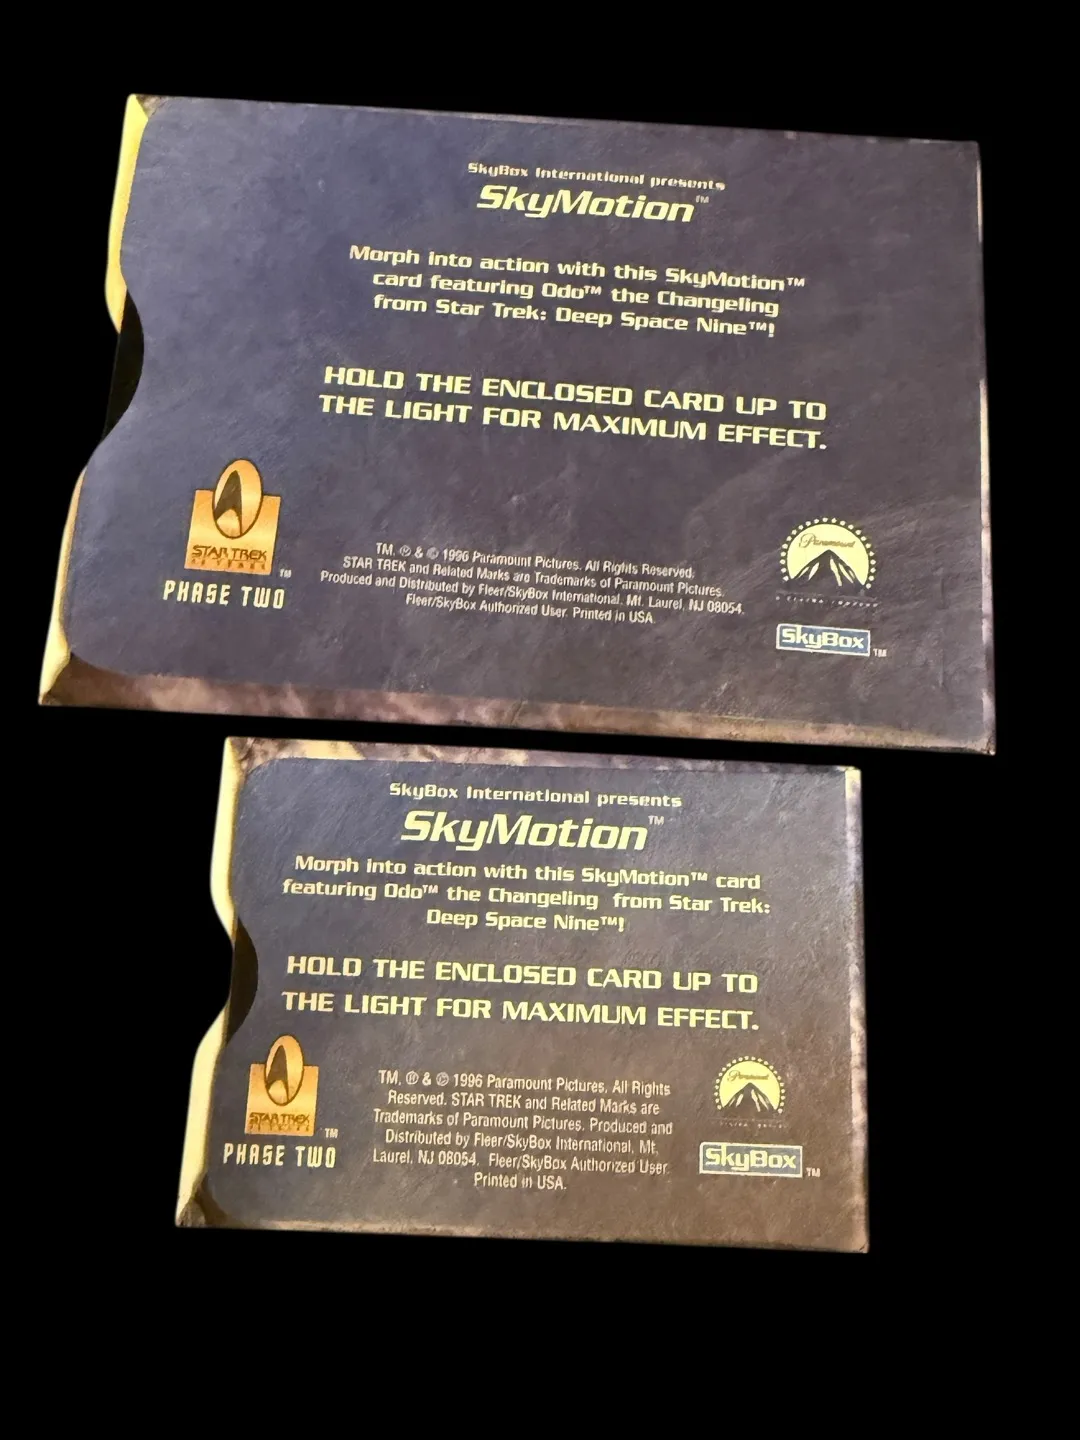 SkyBox International presents
SkyMotion™
Morph into action with this SkyMotion™
card featuring Odo™ the Changeling
from Star Trek: Deep Space Nine™!
HOLD THE ENCLOSED CARD UP TO
THE LIGHT FOR MAXIMUM EFFECT.
STAR TREK
30 YEARS
TM
PHASE TWO
TM, ® & © 1996 Paramount Pictures. All Rights Reserved.
STAR TREK and Related Marks are Trademarks of Paramount Pictures.
Produced and Distributed by Fleer/SkyBox International, Mt. Laurel, NJ 08054.
Fleer/SkyBox Authorized User. Printed in USA.
Paramount
SkyBox TM
SkyBox International presents
SkyMotion™
Morph into action with this SkyMotion™ card
featuring Odo™ the Changeling from Star Trek:
Deep Space Nine™!
HOLD THE ENCLOSED CARD UP TO
THE LIGHT FOR MAXIMUM EFFECT.
STAR TREK
TM
PHASE TWO
TM, ® & © 1996 Paramount Pictures. All Rights
Reserved. STAR TREK and Related Marks are
Trademarks of Paramount Pictures. Produced and
Distributed by Fleer/SkyBox International, Mt.
Laurel, NJ 08054. Fleer/SkyBox Authorized User.
Printed in USA.
Paramount
SkyBox TM